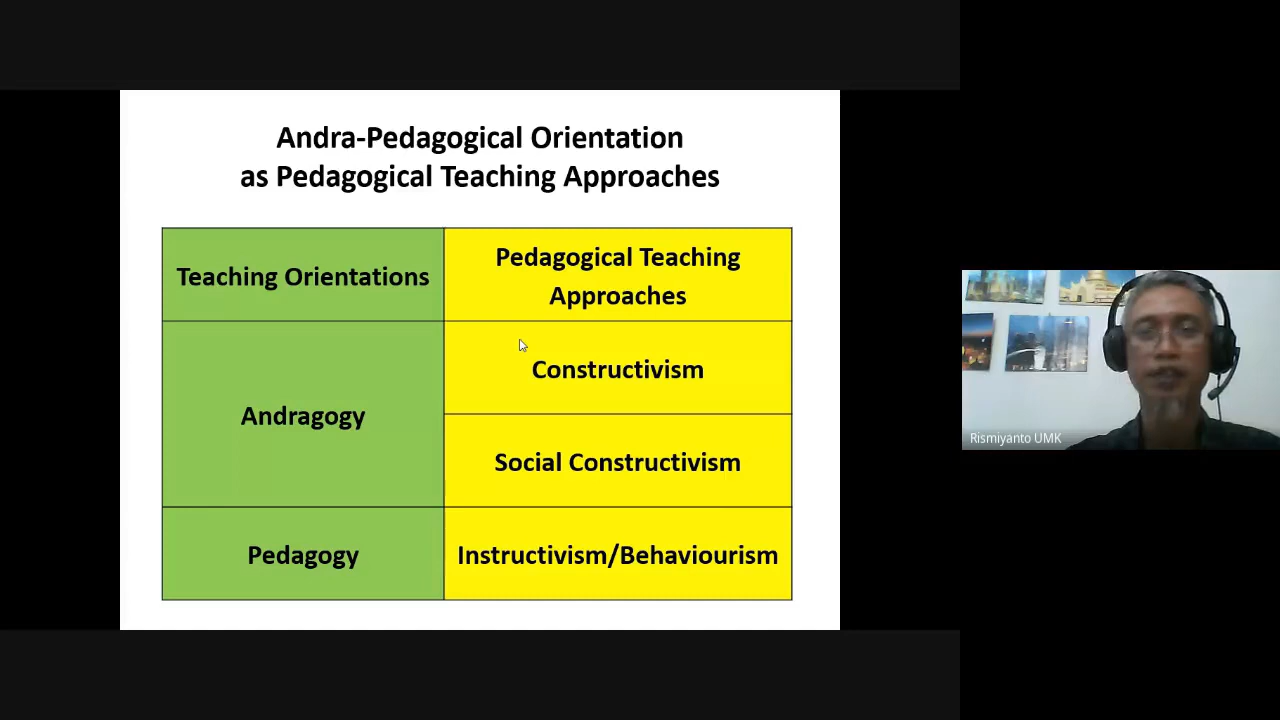 Andra-Pedagogical Orientation
as Pedagogical Teaching Approaches
Teaching Orientations
Pedagogical Teaching
Approaches
Andragogy
Constructivism
Social Constructivism
Pedagogy
Instructivism/Behaviourism
Rismiyanto UMK